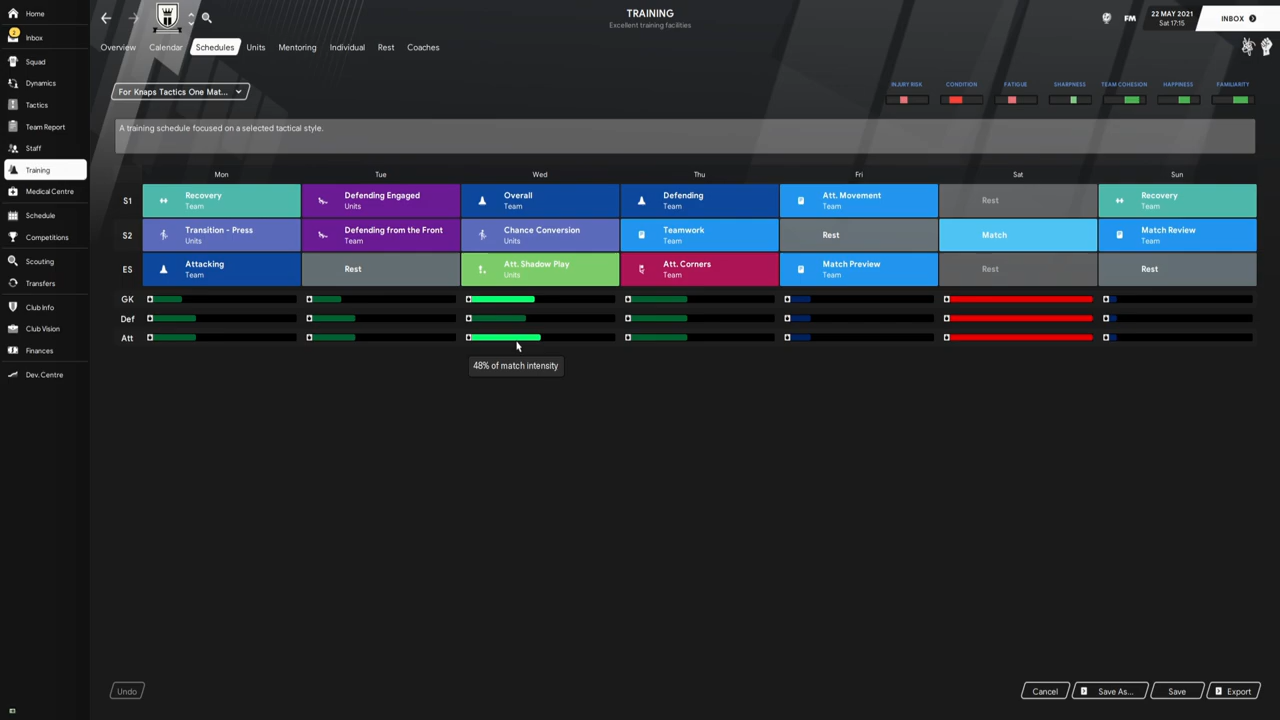 Home
TRAINING
Excellent training facilities
FM
22 MAY 2021
Sat 17:15
INBOX
2
Inbox
Overview
Calendar
Schedules
Units
Mentoring
Individual
Rest
Coaches
Squad
Dynamics
Tactics
Team Report
Staff
Training
Medical Centre
Schedule
Competitions
Scouting
Transfers
Club Info
Club Vision
Finances
Dev. Centre
For Knaps Tactics One Mat...
INJURY RISK
CONDITION
FATIGUE
SHARPNESS
TEAM COHESION
HAPPINESS
FAMILIARITY
A training schedule focused on a selected tactical style.
Mon
Tue
Wed
Thu
Fri
Sat
Sun
S1
Recovery
Team
Defending Engaged
Units
Overall
Team
Defending
Team
Att. Movement
Team
Rest
Recovery
Team
S2
Transition - Press
Units
Defending from the Front
Team
Chance Conversion
Units
Teamwork
Team
Rest
Match
Match Review
Team
ES
Attacking
Team
Rest
Att. Shadow Play
Units
Att. Corners
Team
Match Preview
Team
Rest
Rest
GK
Def
Att
48% of match intensity
Undo
Cancel
Save As...
Save
Export